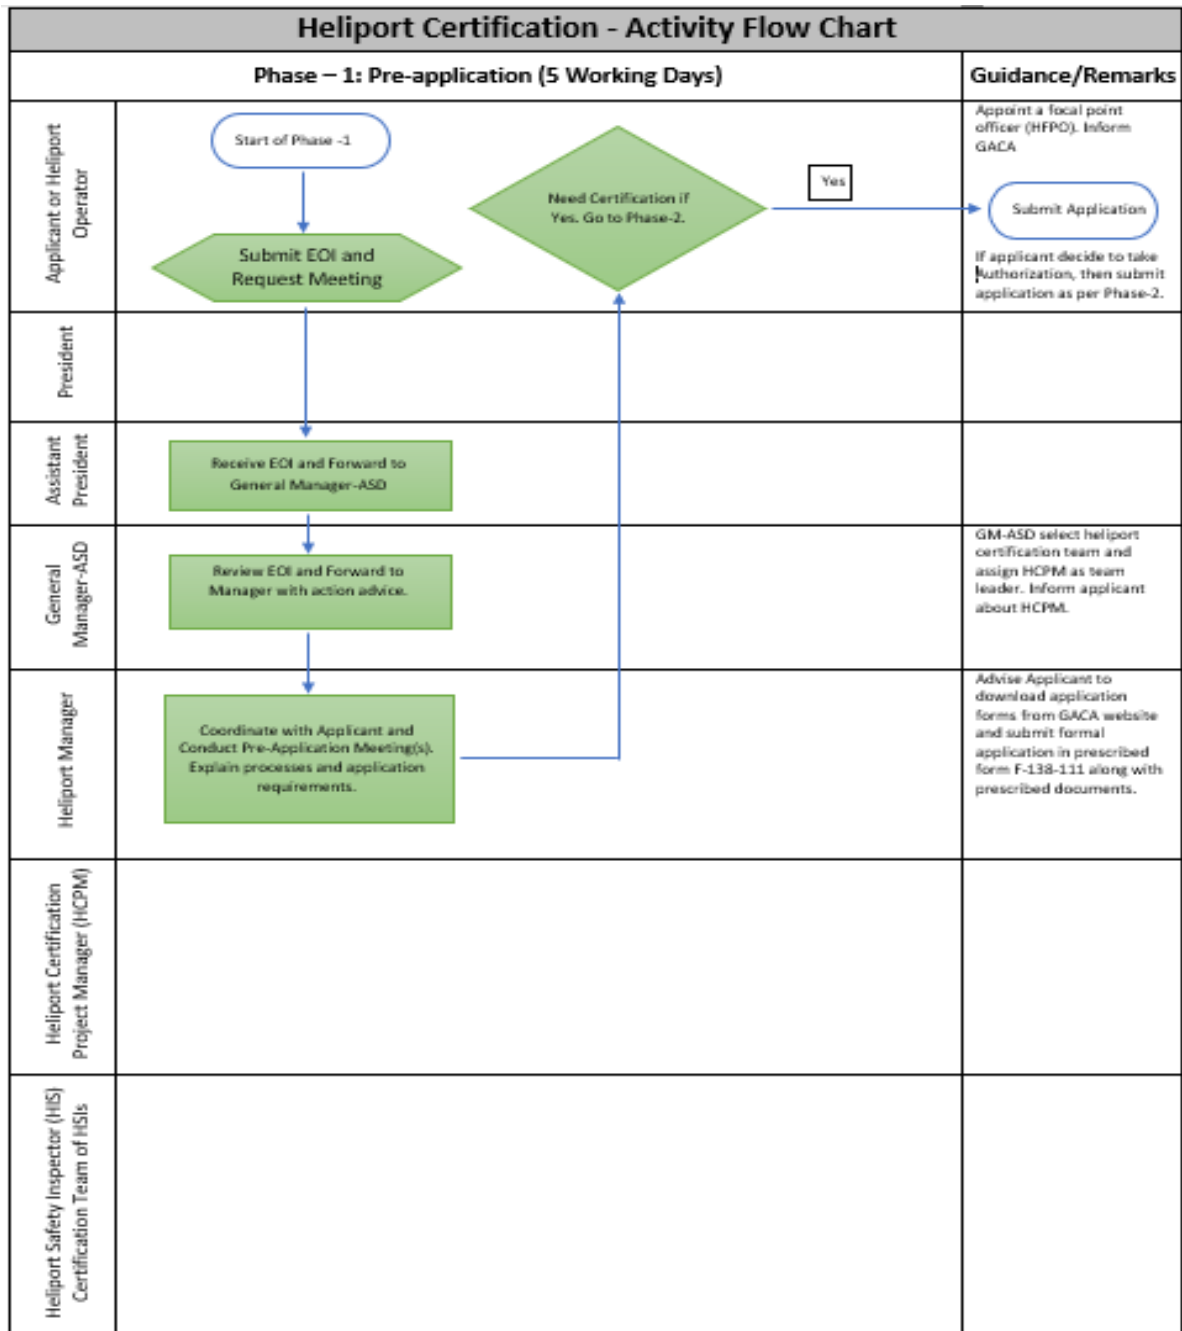 Heliport Certification - Activity Flow Chart
Phase – 1: Pre-application (5 Working Days)
Guidance/Remarks
Applicant or Heliport
Operator
Start of Phase -1
Submit EOI and
Request Meeting
Need Certification if
Yes. Go to Phase-2.
Yes
Appoint a focal point
officer (HFPO). Inform
GACA
Submit Application
If applicant decide to take
Authorization, then submit
application as per Phase-2.
President
Assistant
President
Receive EOI and Forward to
General Manager-ASD
General
Manager-ASD
Review EOI and Forward to
Manager with action advice.
GM-ASD select heliport
certification team and
assign HCPM as team
leader. Inform applicant
about HCPM.
Heliport Manager
Coordinate with Applicant and
Conduct Pre-Application Meeting(s).
Explain processes and application
requirements.
Advise Applicant to
download application
forms from GACA website
and submit formal
application in prescribed
form F-138-111 along with
prescribed documents.
Heliport Certification
Project Manager (HCPM)
Heliport Safety Inspector (HIS)
Certification Team of HSIs